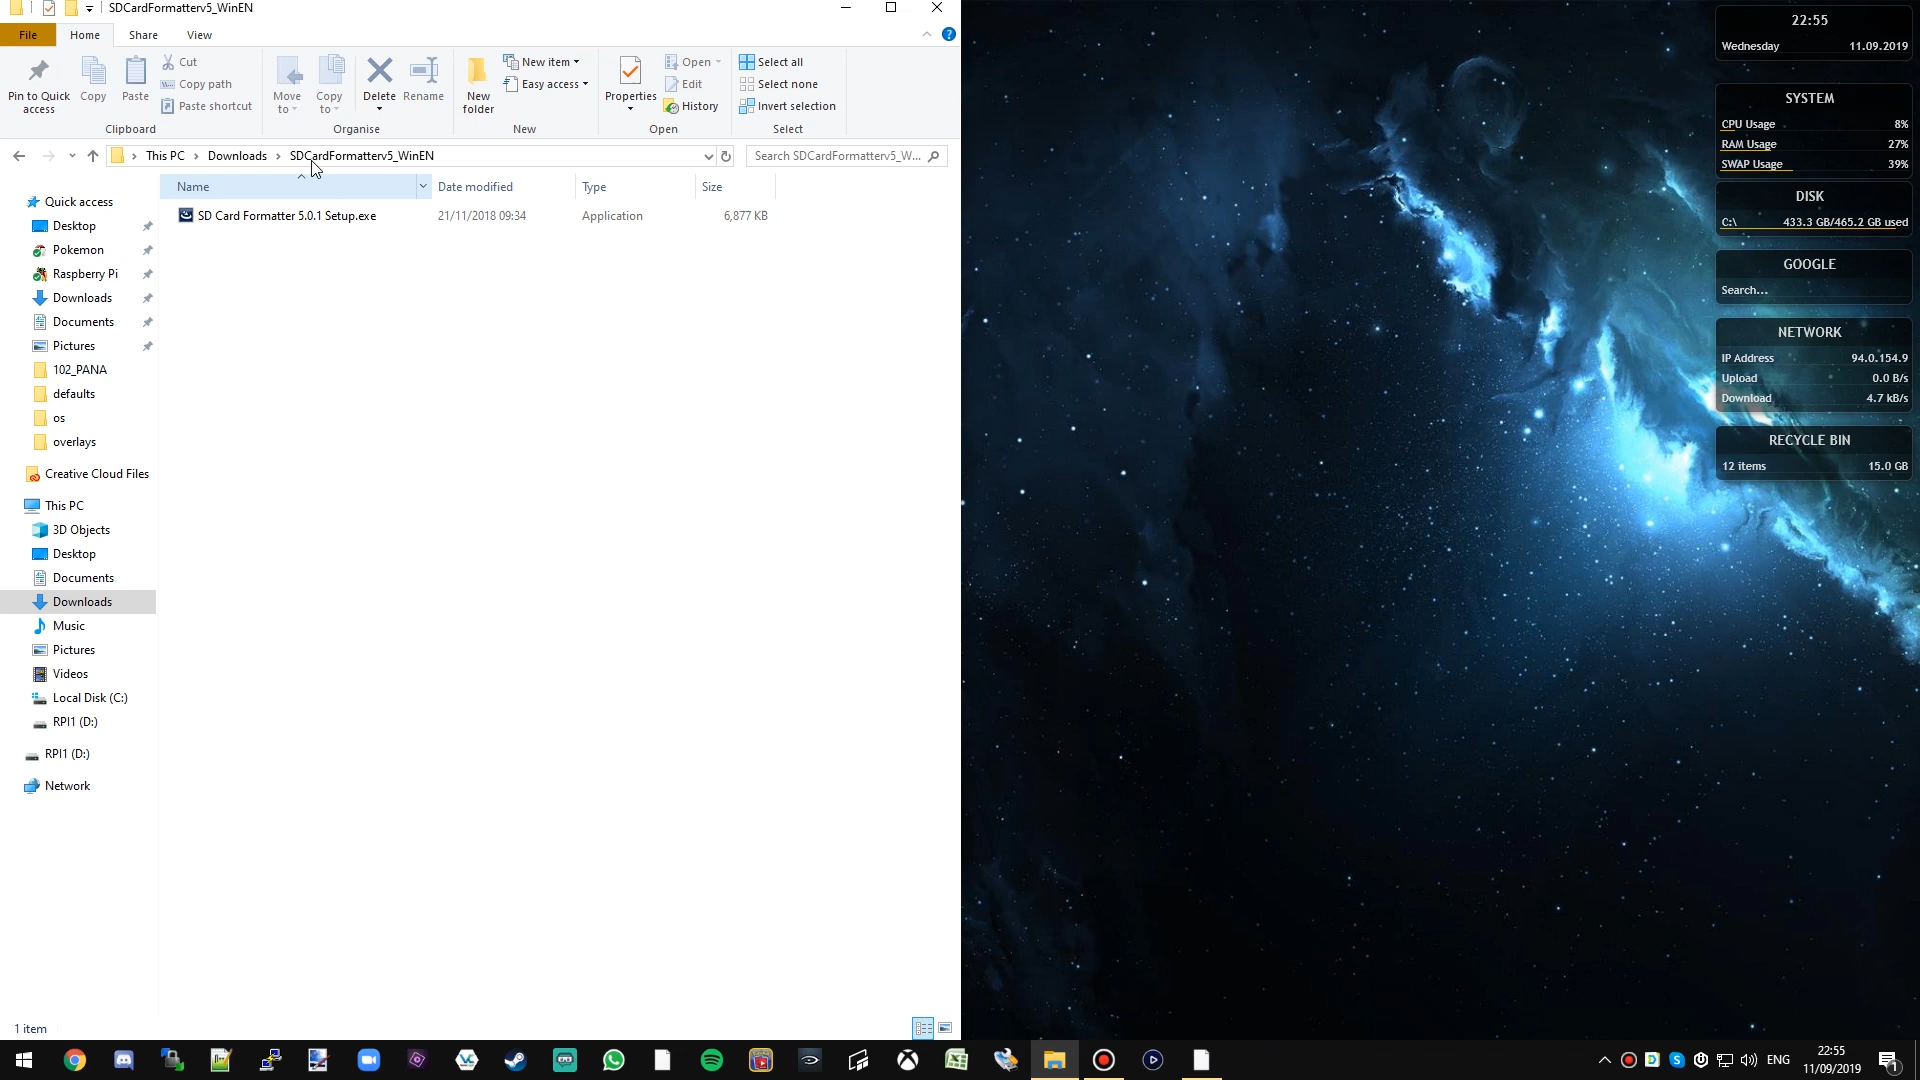 SDCardFormatterv5_WinEN
File
Home
Share
View
Pin to Quick access
Copy
Paste
Cut
Copy path
Paste shortcut
Clipboard
Move to
Copy to
Delete
Rename
Organise
New folder
New item
Easy access
New
Properties
Open
Edit
History
Open
Select all
Select none
Invert selection
Select
This PC
Downloads
SDCardFormatterv5_WinEN
Search SDCardFormatterv5_W...
Name
Date modified
Type
Size
SD Card Formatter 5.0.1 Setup.exe
21/11/2018 09:34
Application
6,877 KB
Quick access
Desktop
Pokemon
Raspberry Pi
Downloads
Documents
Pictures
102_PANA
defaults
os
overlays
Creative Cloud Files
This PC
3D Objects
Desktop
Documents
Downloads
Music
Pictures
Videos
Local Disk (C:)
RPI1 (D:)
RPI1 (D:)
Network
1 item
22:55
Wednesday 11.09.2019
SYSTEM
CPU Usage 8%
RAM Usage 27%
SWAP Usage 39%
DISK
C:\ 433.3 GB/465.2 GB used
GOOGLE
Search...
NETWORK
IP Address 94.0.154.9
Upload 0.0 B/s
Download 4.7 kB/s
RECYCLE BIN
12 items 15.0 GB
ENG
22:55
11/09/2019
1